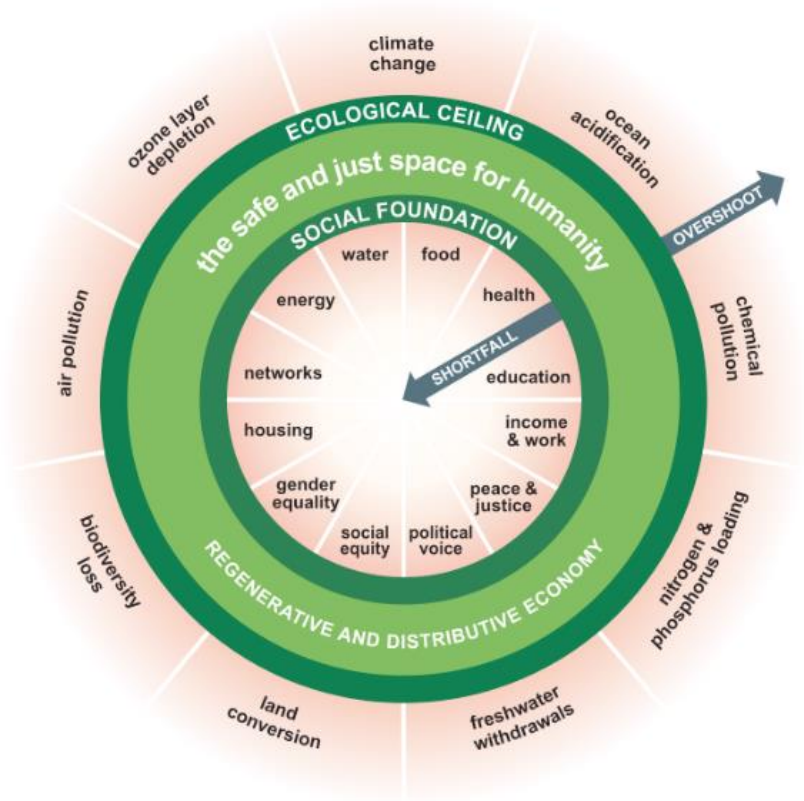 climate
change
ocean
acidification
chemical
pollution
nitrogen &
phosphorus loading
freshwater
withdrawals
land
conversion
biodiversity
loss
air pollution
ozone layer
depletion
ECOLOGICAL CEILING
the safe and just space for humanity
SOCIAL FOUNDATION
OVERSHOOT
SHORTFALL
water
food
health
education
income
& work
peace &
justice
political
voice
social
equity
gender
equality
housing
networks
energy
REGENERATIVE AND DISTRIBUTIVE ECONOMY